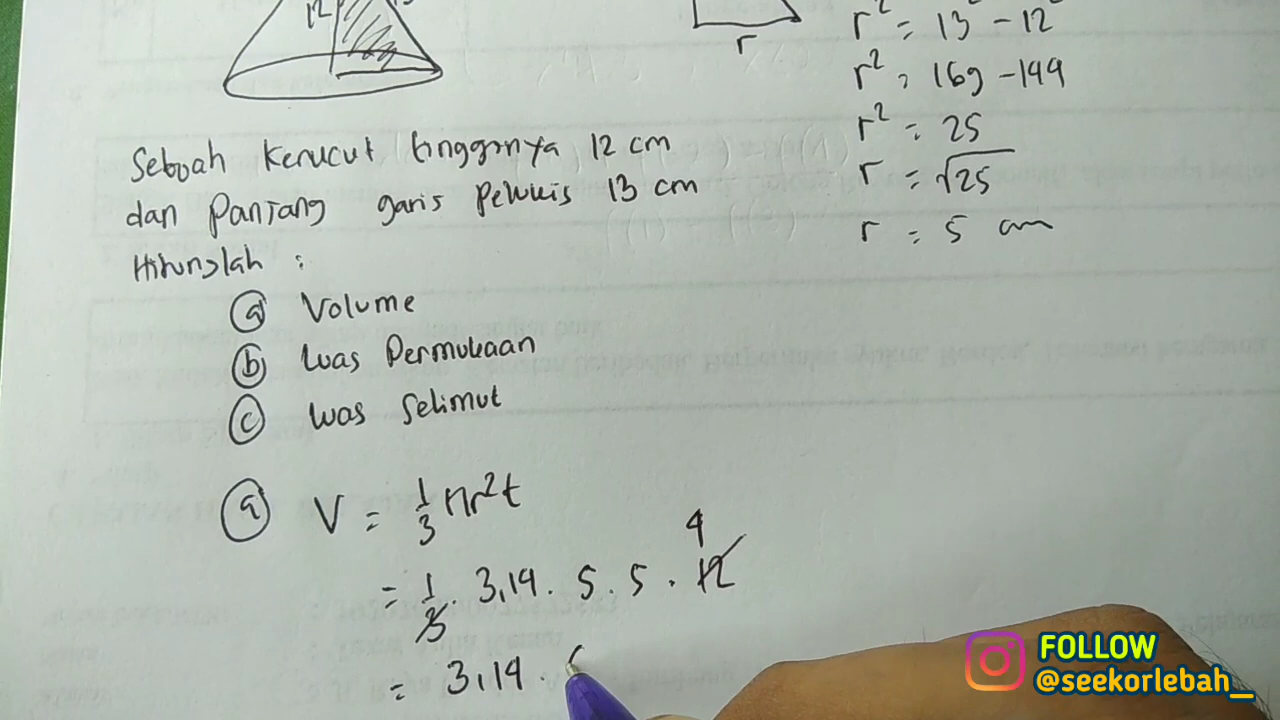 12
r
r² = 13² - 12²
r² = 169 - 144
r² = 25
r = √25
r = 5 cm
Sebuah kerucut tingginya 12 cm
dan Panjang garis Pelukis 13 cm
Hitunglah :
a Volume
b Luas Permukaan
c Luas Selimut
a V = 1/3 πr²t
= 1/3 . 3,14 . 5 . 5 . 12
4
= 3,14 .
FOLLOW
@seekorlebah_